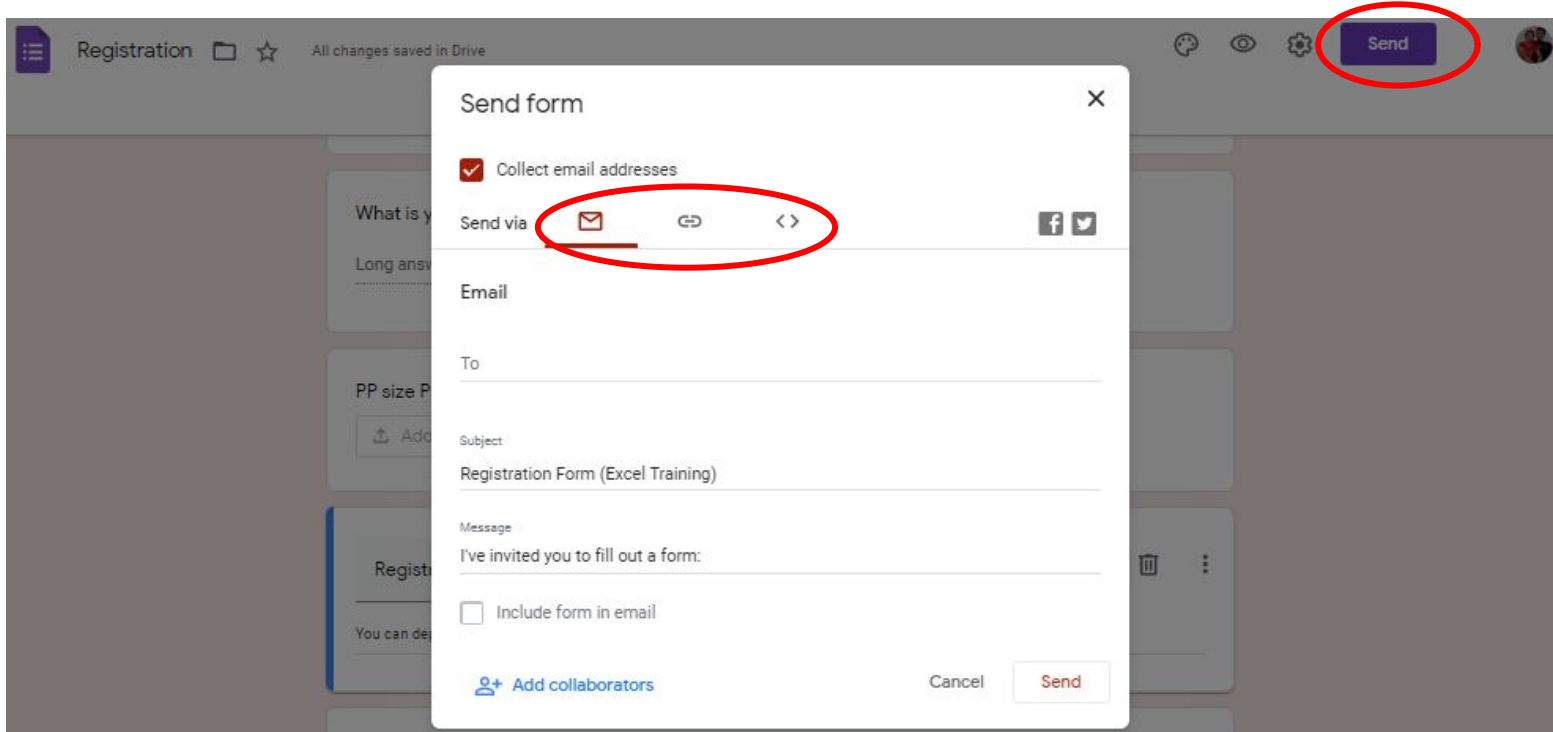 Registration All changes saved in Drive Send
Send form
Collect email addresses
What is y
Send via
Long answ
Email
To
PP size P
Add
Subject
Registration Form (Excel Training)
Message
I've invited you to fill out a form:
Registr
Include form in email
You can dep
Add collaborators Cancel Send